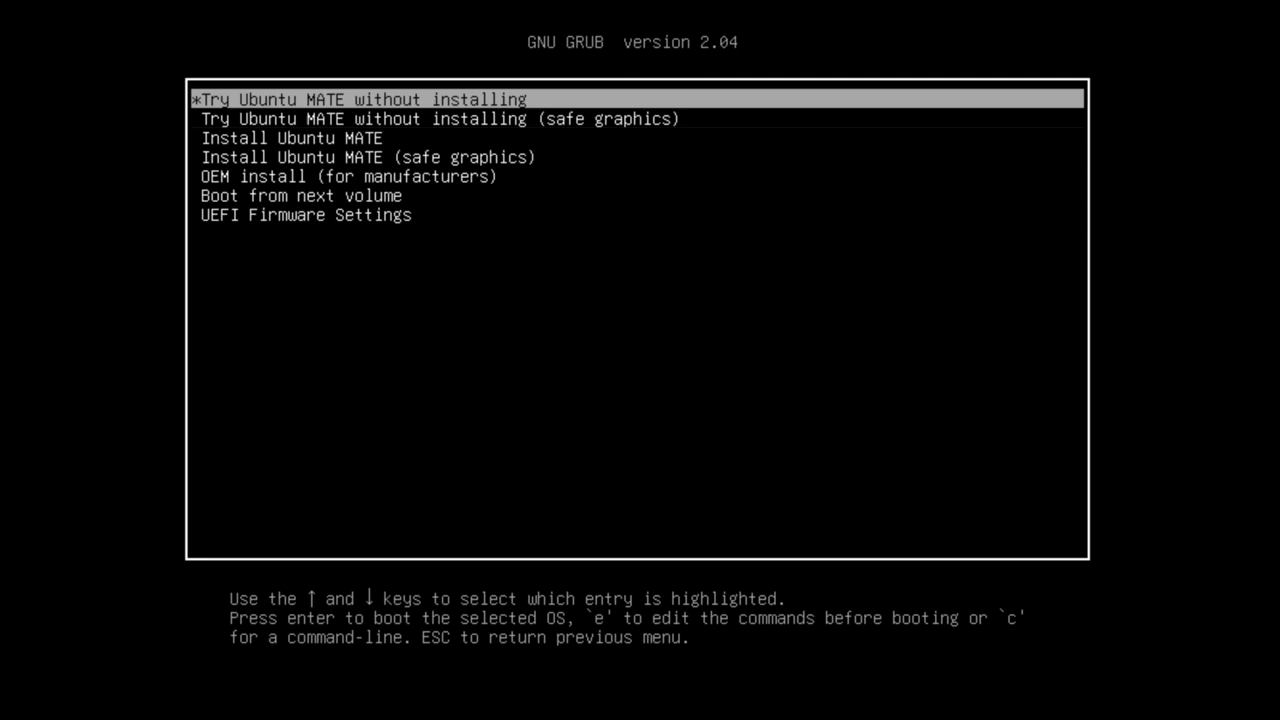 GNU GRUB  version 2.04
*Try Ubuntu MATE without installing
Try Ubuntu MATE without installing (safe graphics)
Install Ubuntu MATE
Install Ubuntu MATE (safe graphics)
OEM install (for manufacturers)
Boot from next volume
UEFI Firmware Settings
Use the ↑ and ↓ keys to select which entry is highlighted.
Press enter to boot the selected OS, `e' to edit the commands before booting or `c'
for a command-line. ESC to return previous menu.